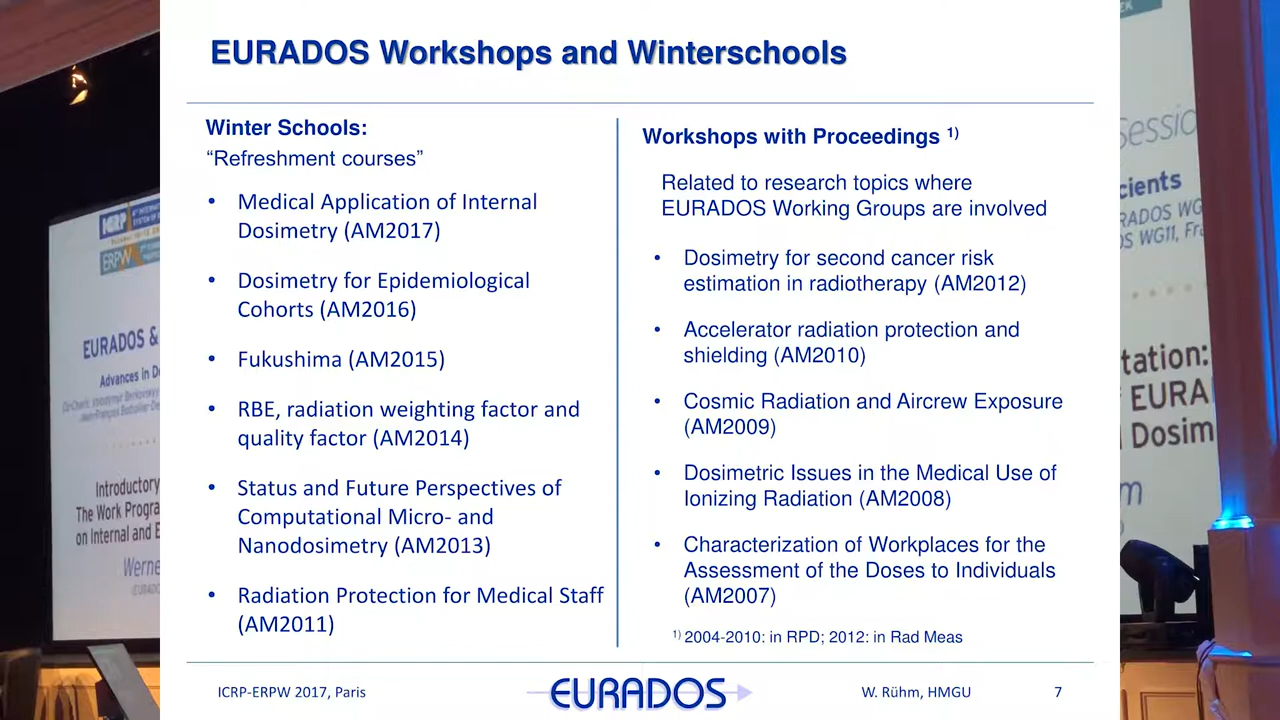 EURADOS Workshops and Winterschools
Winter Schools:
“Refreshment courses”
• Medical Application of Internal
Dosimetry (AM2017)
• Dosimetry for Epidemiological
Cohorts (AM2016)
• Fukushima (AM2015)
• RBE, radiation weighting factor and
quality factor (AM2014)
• Status and Future Perspectives of
Computational Micro- and
Nanodosimetry (AM2013)
• Radiation Protection for Medical Staff
(AM2011)
Workshops with Proceedings 1)
Related to research topics where
EURADOS Working Groups are involved
• Dosimetry for second cancer risk
estimation in radiotherapy (AM2012)
• Accelerator radiation protection and
shielding (AM2010)
• Cosmic Radiation and Aircrew Exposure
(AM2009)
• Dosimetric Issues in the Medical Use of
Ionizing Radiation (AM2008)
• Characterization of Workplaces for the
Assessment of the Doses to Individuals
(AM2007)
1) 2004-2010: in RPD; 2012: in Rad Meas
ICRP-ERPW 2017, Paris
EURADOS
W. Rühm, HMGU
7
ICRP
ERPW
EURADOS &
Advances in
Introductory
The Work
on Internal and
EURADOS
WG11,